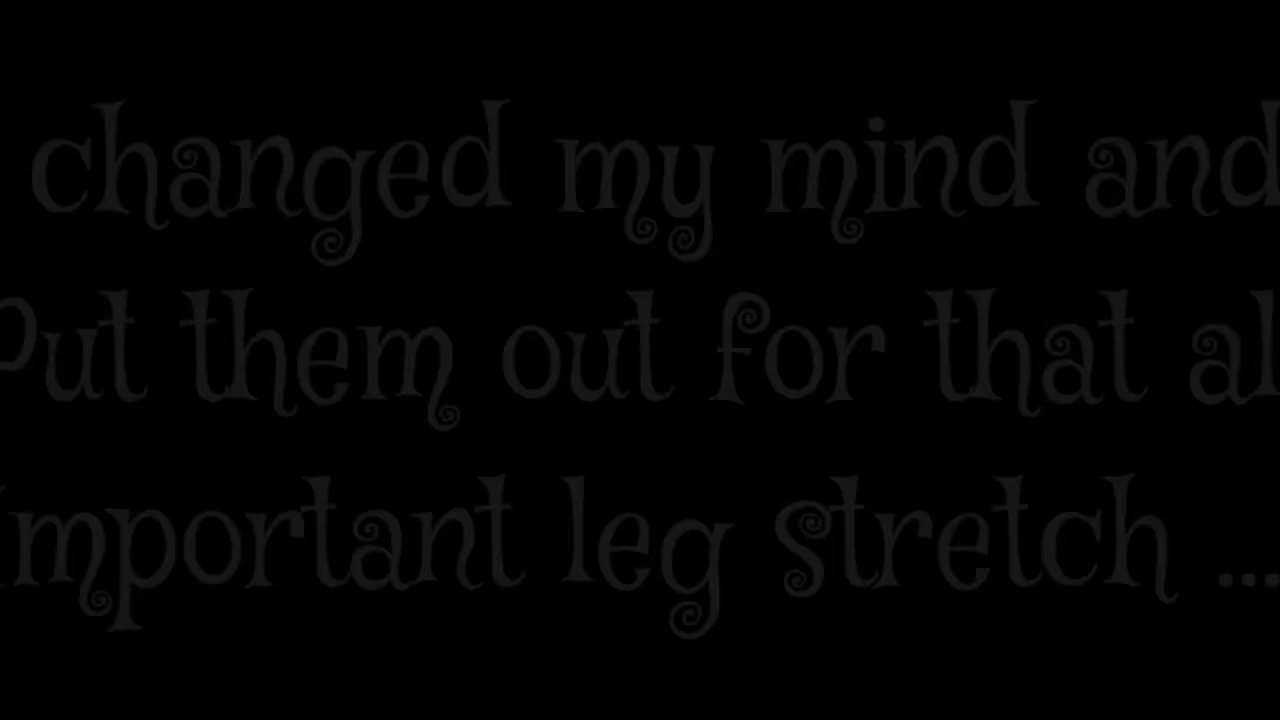 changed my mind and
Put them out for that al
important leg stretch ...